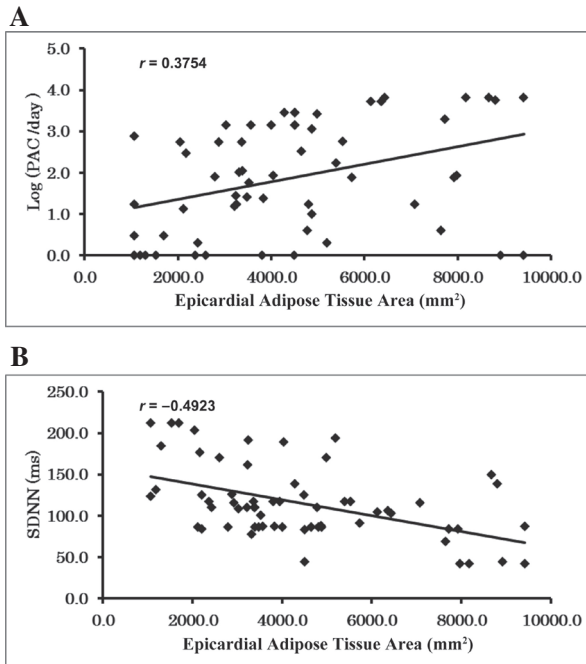 A
r = 0.3754
Log (PAC/day)
5.0
4.0
3.0
2.0
1.0
0.0
0.0 2000.0 4000.0 6000.0 8000.0 10000.0
Epicardial Adipose Tissue Area (mm²)
B
r = –0.4923
SDNN (ms)
250.0
200.0
150.0
100.0
50.0
0.0
0.0 2000.0 4000.0 6000.0 8000.0 10000.0
Epicardial Adipose Tissue Area (mm²)